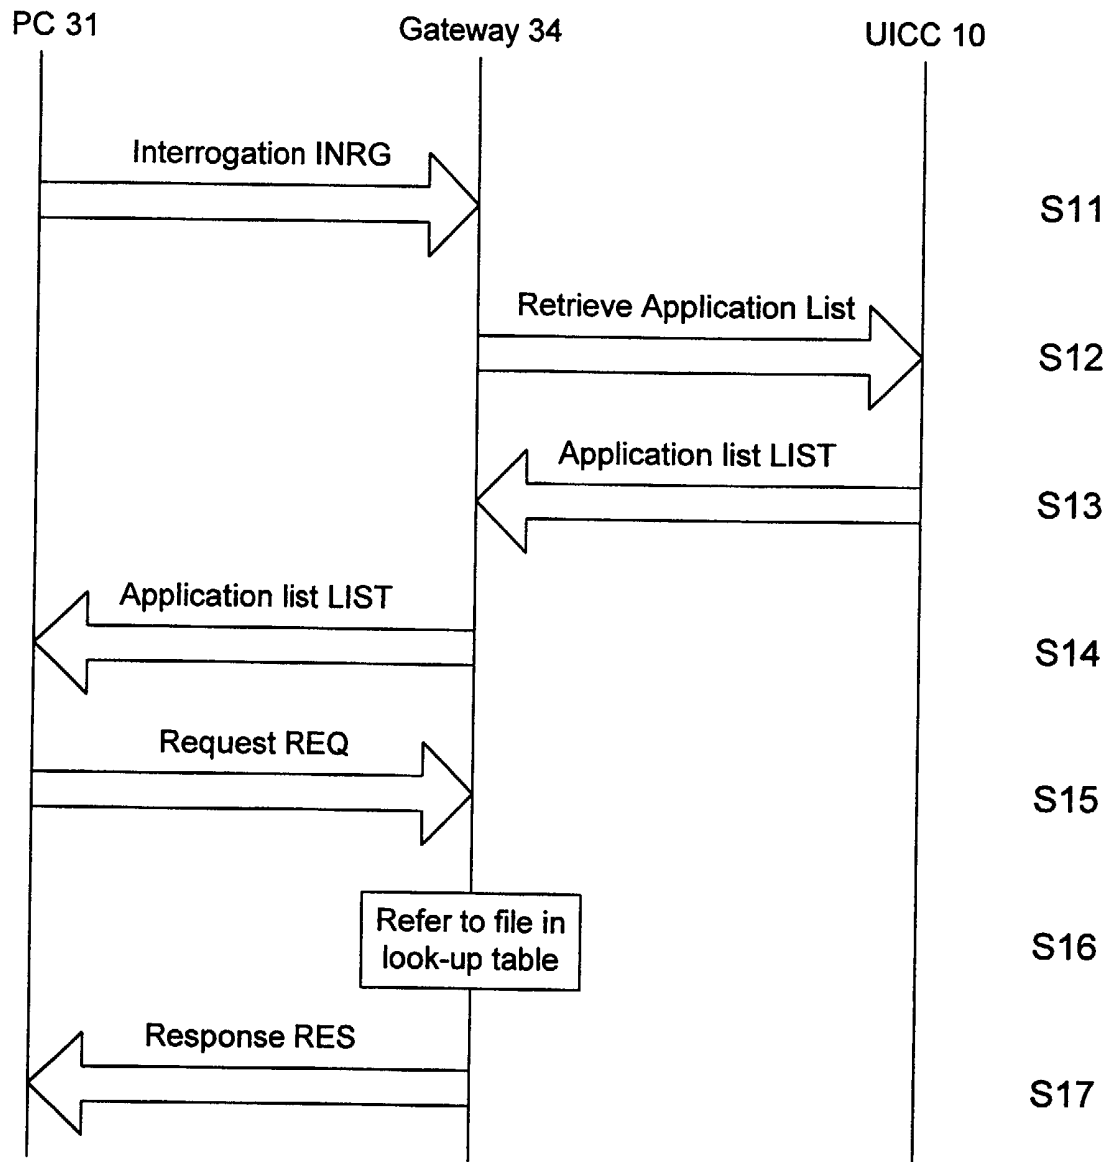 PC 31
Gateway 34
UICC 10
Interrogation INRG
S11
Retrieve Application List
S12
Application list LIST
S13
Application list LIST
S14
Request REQ
S15
Refer to file in
look-up table
S16
Response RES
S17